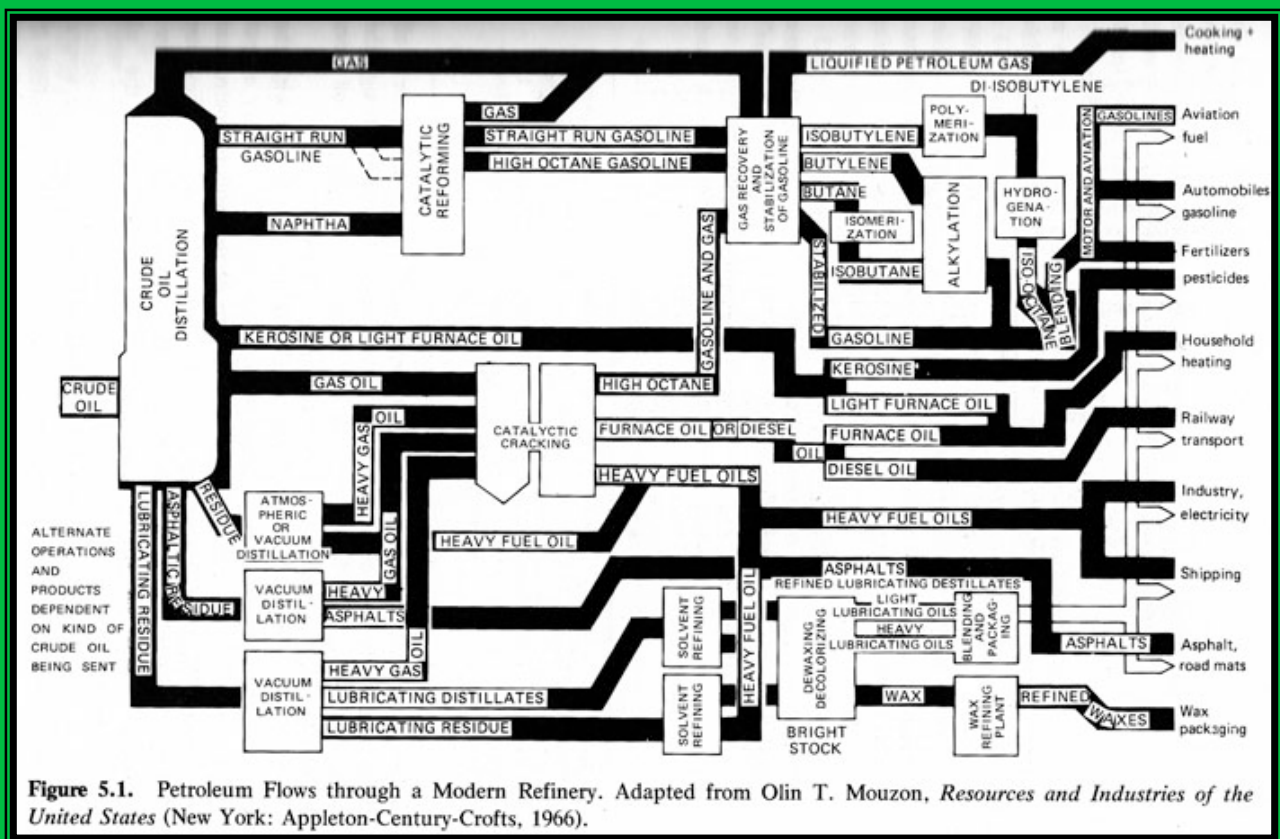 GAS
LIQUIFIED PETROLEUM GAS
Cooking +
heating
DI-ISOBUTYLENE
CRUDE
OIL
CRUDE
OIL
DISTILLATION
STRAIGHT RUN
GASOLINE
NAPHTHA
CATALYTIC
REFORMING
GAS
STRAIGHT RUN GASOLINE
HIGH OCTANE GASOLINE
GAS RECOVERY
AND
STABILIZATION
OF GASOLINE
ISOBUTYLENE
BUTYLENE
BUTANE
ISOMERI-
ZATION
ISOBUTANE
POLY-
MERI-
ZATION
ALKYLATION
HYDRO-
GENA-
TION
ISO-OCTANE
BLENDING
MOTOR AND AVIATION
GASOLINES
Aviation
fuel
Automobiles
gasoline
Fertilizers
pesticides
STABILIZED
GASOLINE
GASOLINE AND GAS
KEROSINE OR LIGHT FURNACE OIL
KEROSINE
LIGHT FURNACE OIL
Household
heating
GAS OIL
CATALYCTIC
CRACKING
HIGH OCTANE
FURNACE OIL OR DIESEL
OIL
FURNACE OIL
DIESEL OIL
Railway
transport
HEAVY GAS
OIL
HEAVY FUEL OILS
HEAVY FUEL OILS
Industry,
electricity
Shipping
LUBRICATING RESIDUE
ASPHALTIC RE
SIDUE
RESIDUE
ATMOS-
PHERIC OR
VACUUM
DISTILLATION
GAS OIL
HEAVY FUEL OIL
ALTERNATE
OPERATIONS
AND
PRODUCTS
DEPENDENT
ON KIND OF
CRUDE OIL
BEING SENT
VACUUM
DISTIL-
LATION
HEAVY
ASPHALTS
ASPHALTS
REFINED LUBRICATING DESTILLATES
LIGHT
LUBRICATING OILS
HEAVY
LUBRICATING OILS
BLENDING
AND
PACKAG-
ING
ASPHALTS
Asphalt,
road mats
VACUUM
DISTIL-
LATION
HEAVY GAS
OIL
LUBRICATING DISTILLATES
LUBRICATING RESIDUE
SOLVENT
REFINING
SOLVENT
REFINING
HEAVY FUEL OIL
DEWAXING
DECOLORIZING
BRIGHT
STOCK
WAX
WAX
REFINING
PLANT
REFINED
WAXES
Wax
packaging
Figure 5.1. Petroleum Flows through a Modern Refinery. Adapted from Olin T. Mouzon, Resources and Industries of the
United States (New York: Appleton-Century-Crofts, 1966).